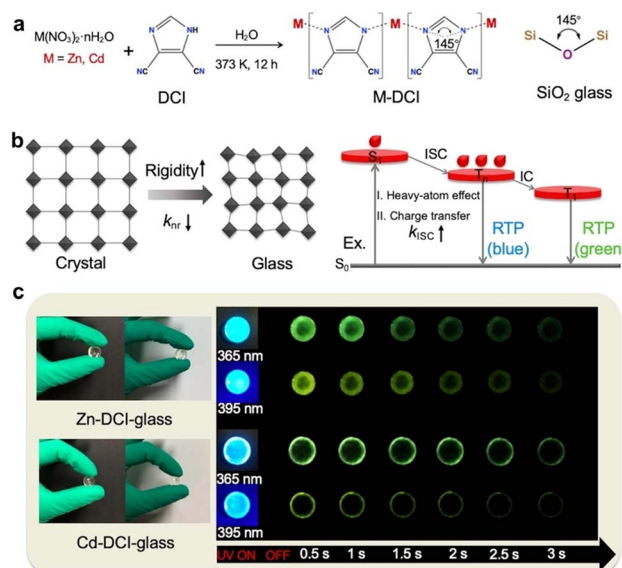 a
M(NO₃)₂·nH₂O
M = Zn, Cd
+
N
NH
NC
CN
DCI
H₂O
373 K, 12 h
M
N
N
M
N
N
M
145°
NC
CN
NC
CN
M-DCI
Si
145°
Si
O
SiO₂ glass
b
Crystal
Rigidity↑
kₙᵣ ↓
Glass
S₁
ISC
Tₙ
IC
T₁
I. Heavy-atom effect
II. Charge transfer
k_ISC ↑
Ex.
RTP
(blue)
RTP
(green
S₀
c
Zn-DCI-glass
365 nm
395 nm
Cd-DCI-glass
365 nm
395 nm
UV ON OFF 0.5 s 1 s 1.5 s 2 s 2.5 s 3 s